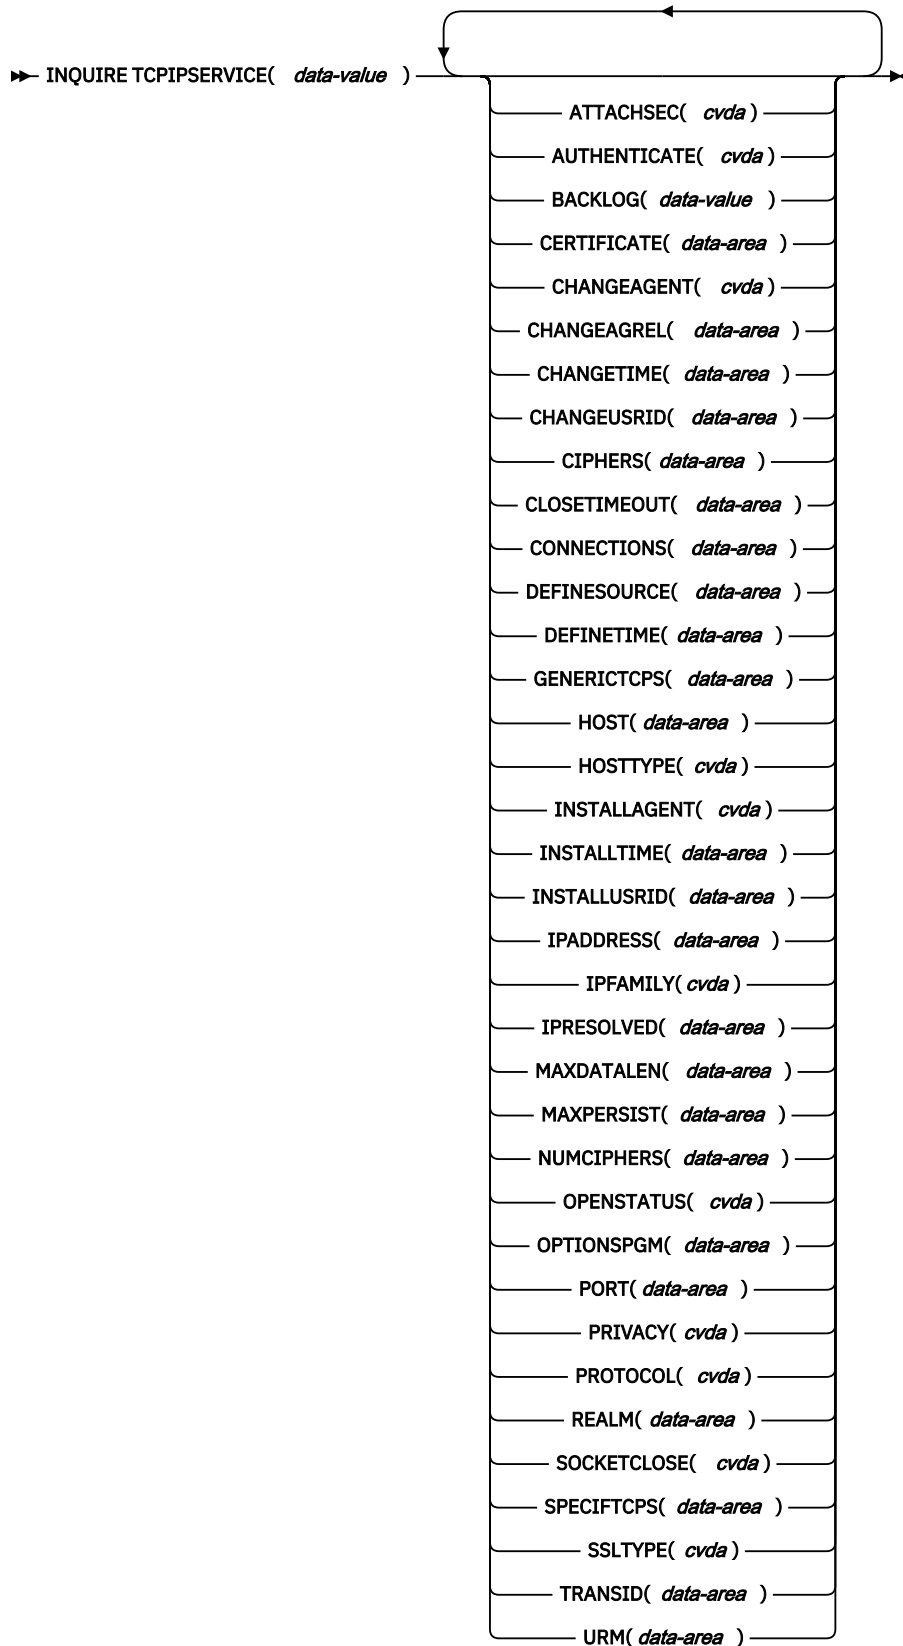 INQUIRE TCPIPSERVICE( data-value )
ATTACHSEC( cvda )
AUTHENTICATE( cvda )
BACKLOG( data-value )
CERTIFICATE( data-area )
CHANGEAGENT( cvda )
CHANGEAGREL( data-area )
CHANGETIME( data-area )
CHANGEUSRID( data-area )
CIPHERS( data-area )
CLOSETIMEOUT( data-area )
CONNECTIONS( data-area )
DEFINESOURCE( data-area )
DEFINETIME( data-area )
GENERICTCPS( data-area )
HOST( data-area )
HOSTTYPE( cvda )
INSTALLAGENT( cvda )
INSTALLTIME( data-area )
INSTALLUSRID( data-area )
IPADDRESS( data-area )
IPFAMILY( cvda )
IPRESOLVED( data-area )
MAXDATALEN( data-area )
MAXPERSIST( data-area )
NUMCIPHERS( data-area )
OPENSTATUS( cvda )
OPTIONSPGM( data-area )
PORT( data-area )
PRIVACY( cvda )
PROTOCOL( cvda )
REALM( data-area )
SOCKETCLOSE( cvda )
SPECIFTCPS( data-area )
SSLTYPE( cvda )
TRANSID( data-area )
URM( data-area )